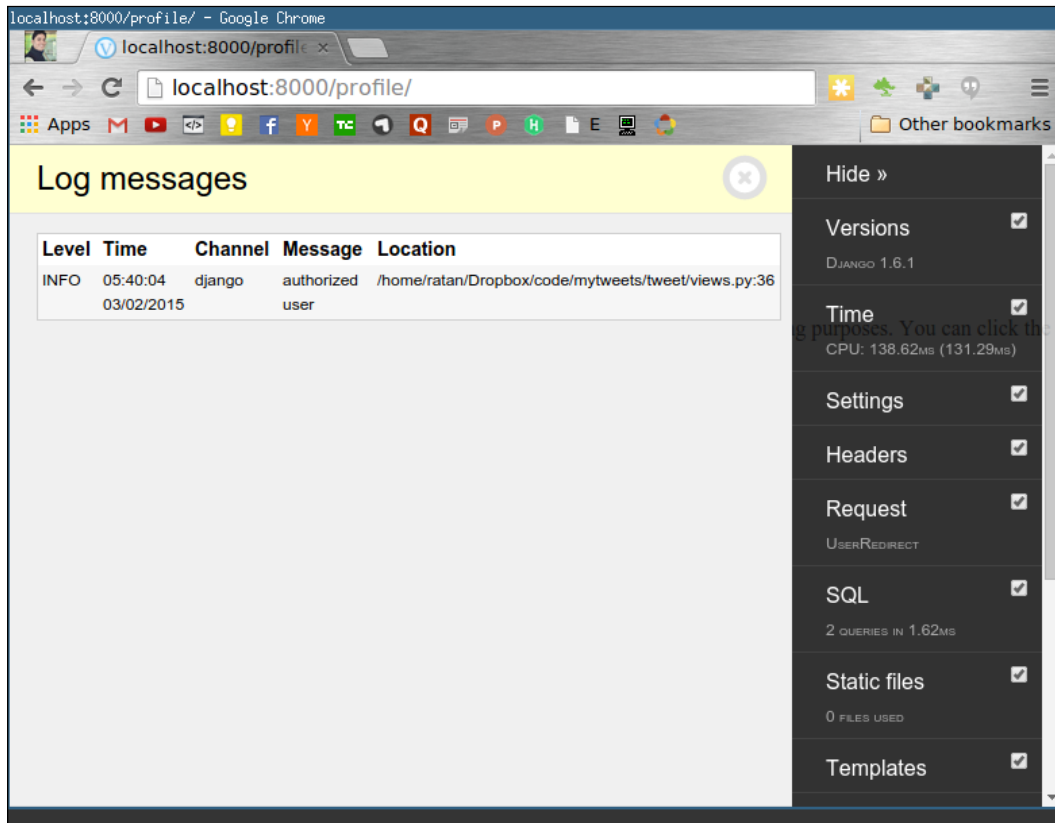 localhost:8000/profile/ - Google Chrome
localhost:8000/profile
localhost:8000/profile/
Apps
E
Other bookmarks
Log messages
Hide »
Level Time Channel Message Location
INFO 05:40:04 django authorized /home/ratan/Dropbox/code/mytweets/tweet/views.py:36
03/02/2015 user
Versions
Django 1.6.1
Time
CPU: 138.62ms (131.29ms)
purposes. You can click the
Settings
Headers
Request
UserRedirect
SQL
2 queries in 1.62ms
Static files
0 files used
Templates